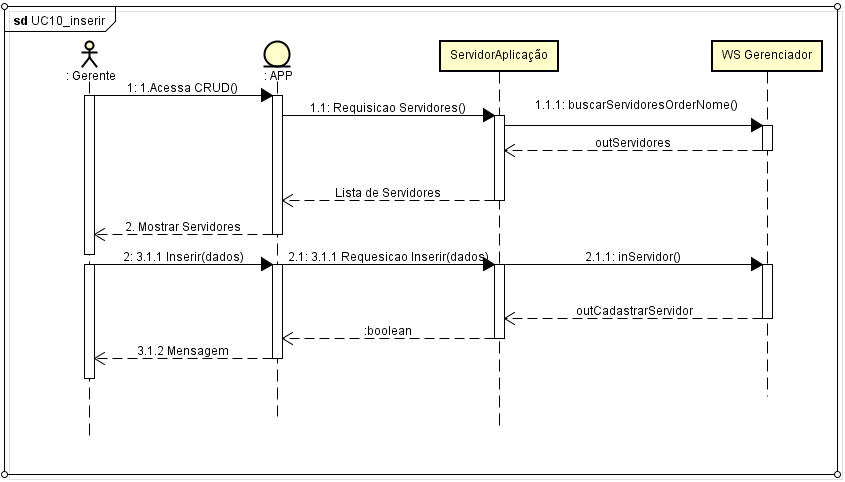 sd UC10_inserir
: Gerente
: APP
ServidorAplicação
WS Gerenciador
1: 1.Acessa CRUD()
1.1: Requisicao Servidores()
1.1.1: buscarServidoresOrderNome()
outServidores
Lista de Servidores
2. Mostrar Servidores
2: 3.1.1 Inserir(dados)
2.1: 3.1.1 Requesicao Inserir(dados)
2.1.1: inServidor()
outCadastrarServidor
:boolean
3.1.2 Mensagem